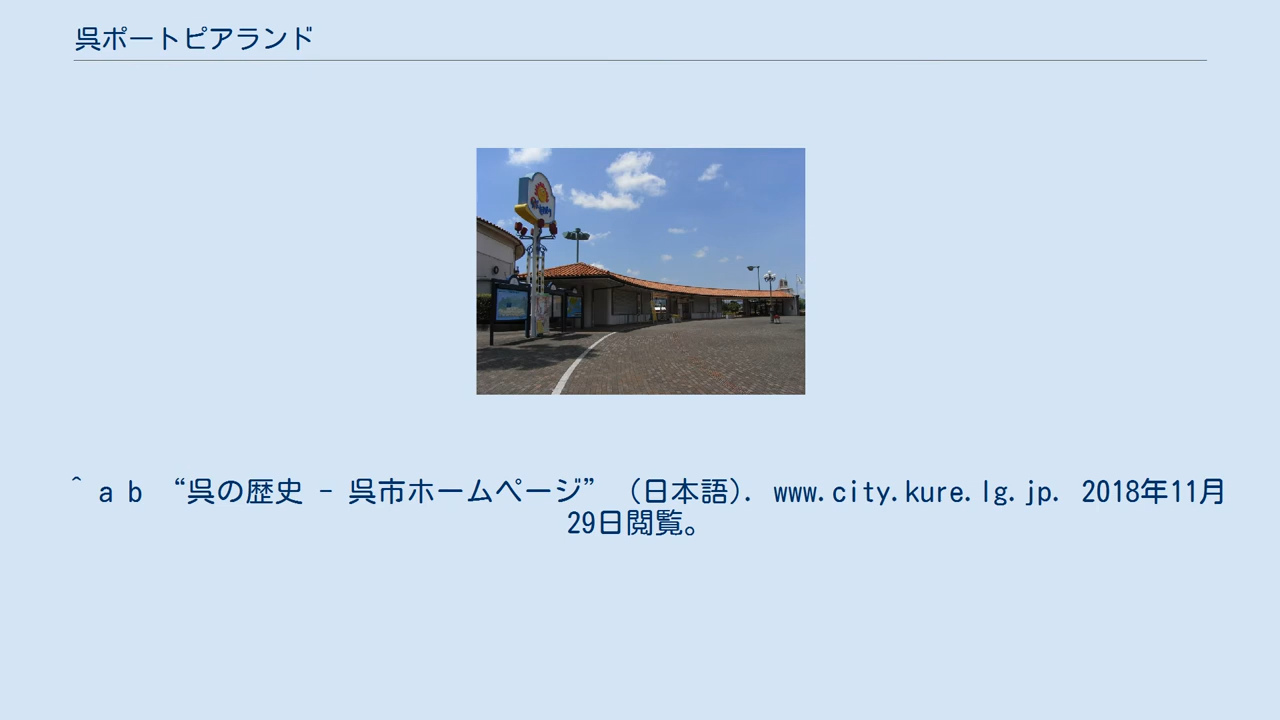 呉ポートピアランド
^ a b “呉の歴史 - 呉市ホームページ” (日本語). www.city.kure.lg.jp. 2018年11月
29日閲覧。